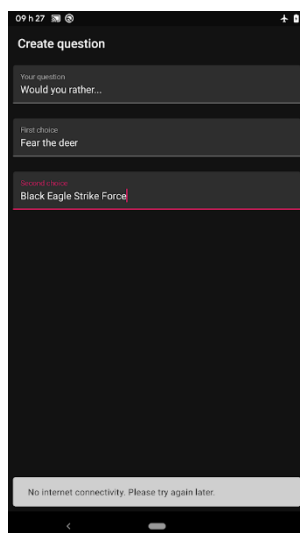 09 h 27
Create question
Your question
Would you rather...
First choice
Fear the deer
Second choice
Black Eagle Strike Force
No internet connectivity. Please try again later.